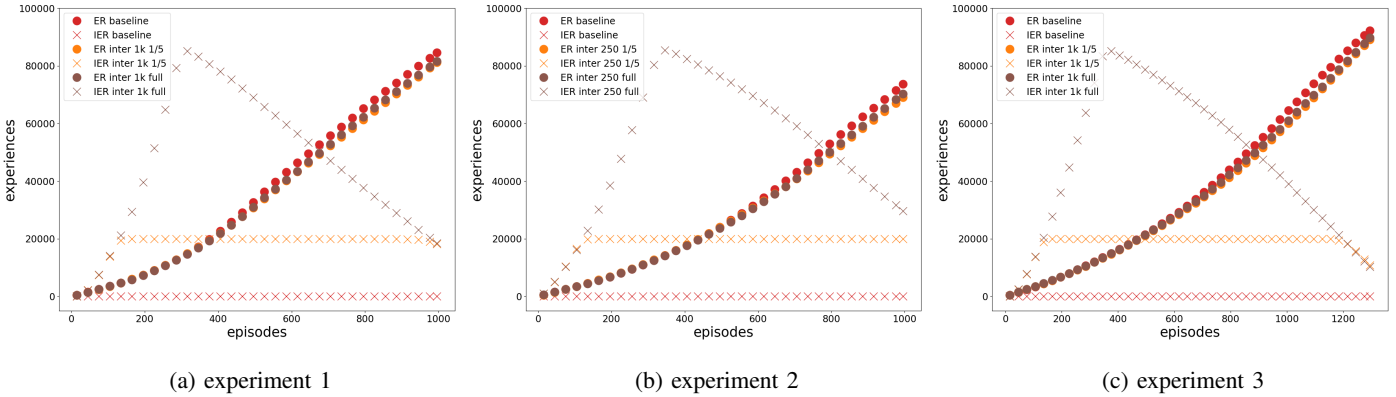 100000
80000
60000
40000
20000
0
experiences
ER baseline
IER baseline
ER inter 1k 1/5
IER inter 1k 1/5
ER inter 1k full
IER inter 1k full
0 200 400 600 800 1000
episodes
(a) experiment 1
100000
80000
60000
40000
20000
0
experiences
ER baseline
IER baseline
ER inter 250 1/5
IER inter 250 1/5
ER inter 250 full
IER inter 250 full
0 200 400 600 800 1000
episodes
(b) experiment 2
100000
80000
60000
40000
20000
0
experiences
ER baseline
IER baseline
ER inter 1k 1/5
IER inter 1k 1/5
ER inter 1k full
IER inter 1k full
0 200 400 600 800 1000 1200
episodes
(c) experiment 3